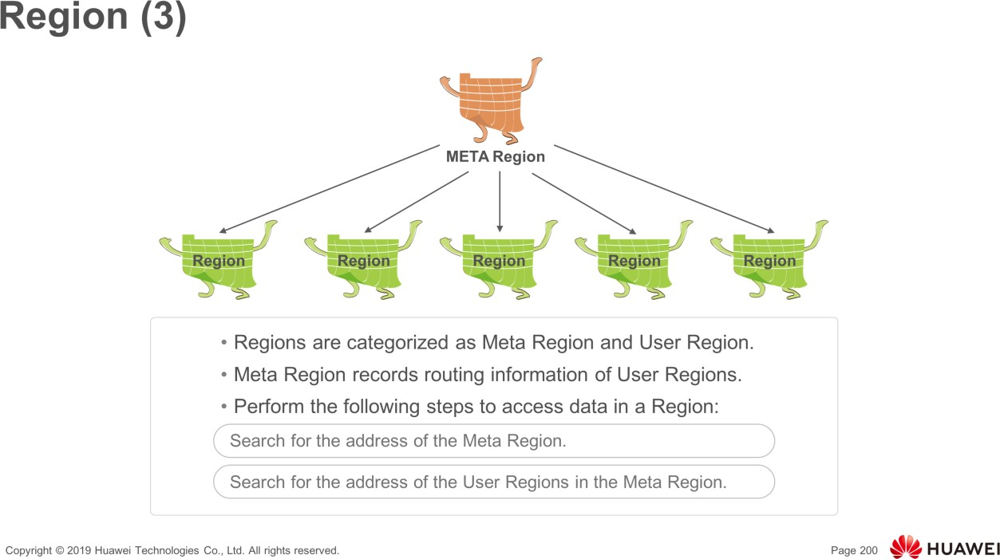 Region (3)
META Region
Region Region Region Region Region
• Regions are categorized as Meta Region and User Region.
• Meta Region records routing information of User Regions.
• Perform the following steps to access data in a Region:
Search for the address of the Meta Region.
Search for the address of the User Regions in the Meta Region.
Copyright © 2019 Huawei Technologies Co., Ltd. All rights reserved.
Page 200
HUAWEI